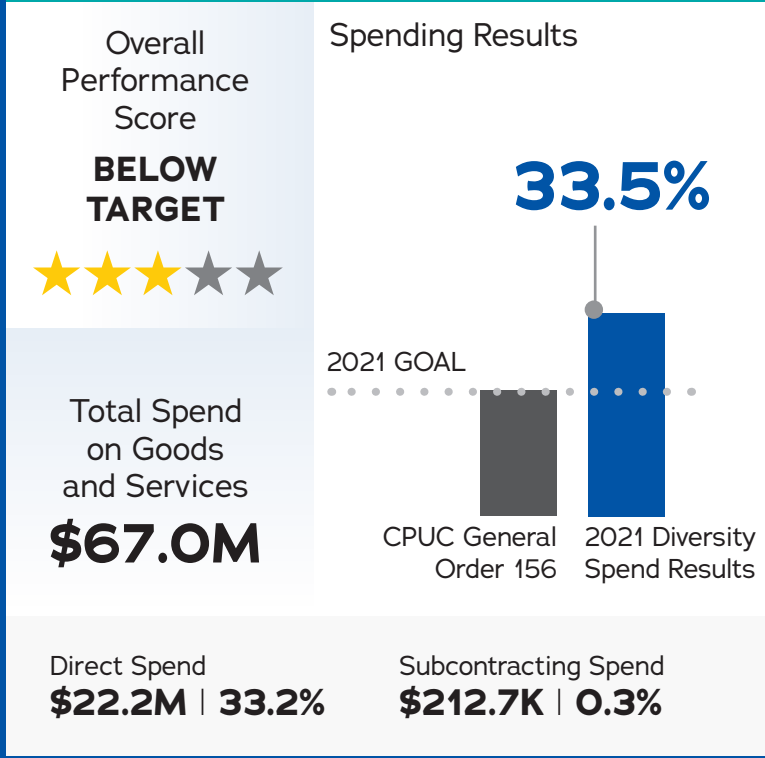 Overall
Performance
Score
BELOW
TARGET
Total Spend
on Goods
and Services
$67.0M
Spending Results
33.5%
2021 GOAL
CPUC General
Order 156
2021 Diversity
Spend Results
Direct Spend
$22.2M | 33.2%
Subcontracting Spend
$212.7K | 0.3%